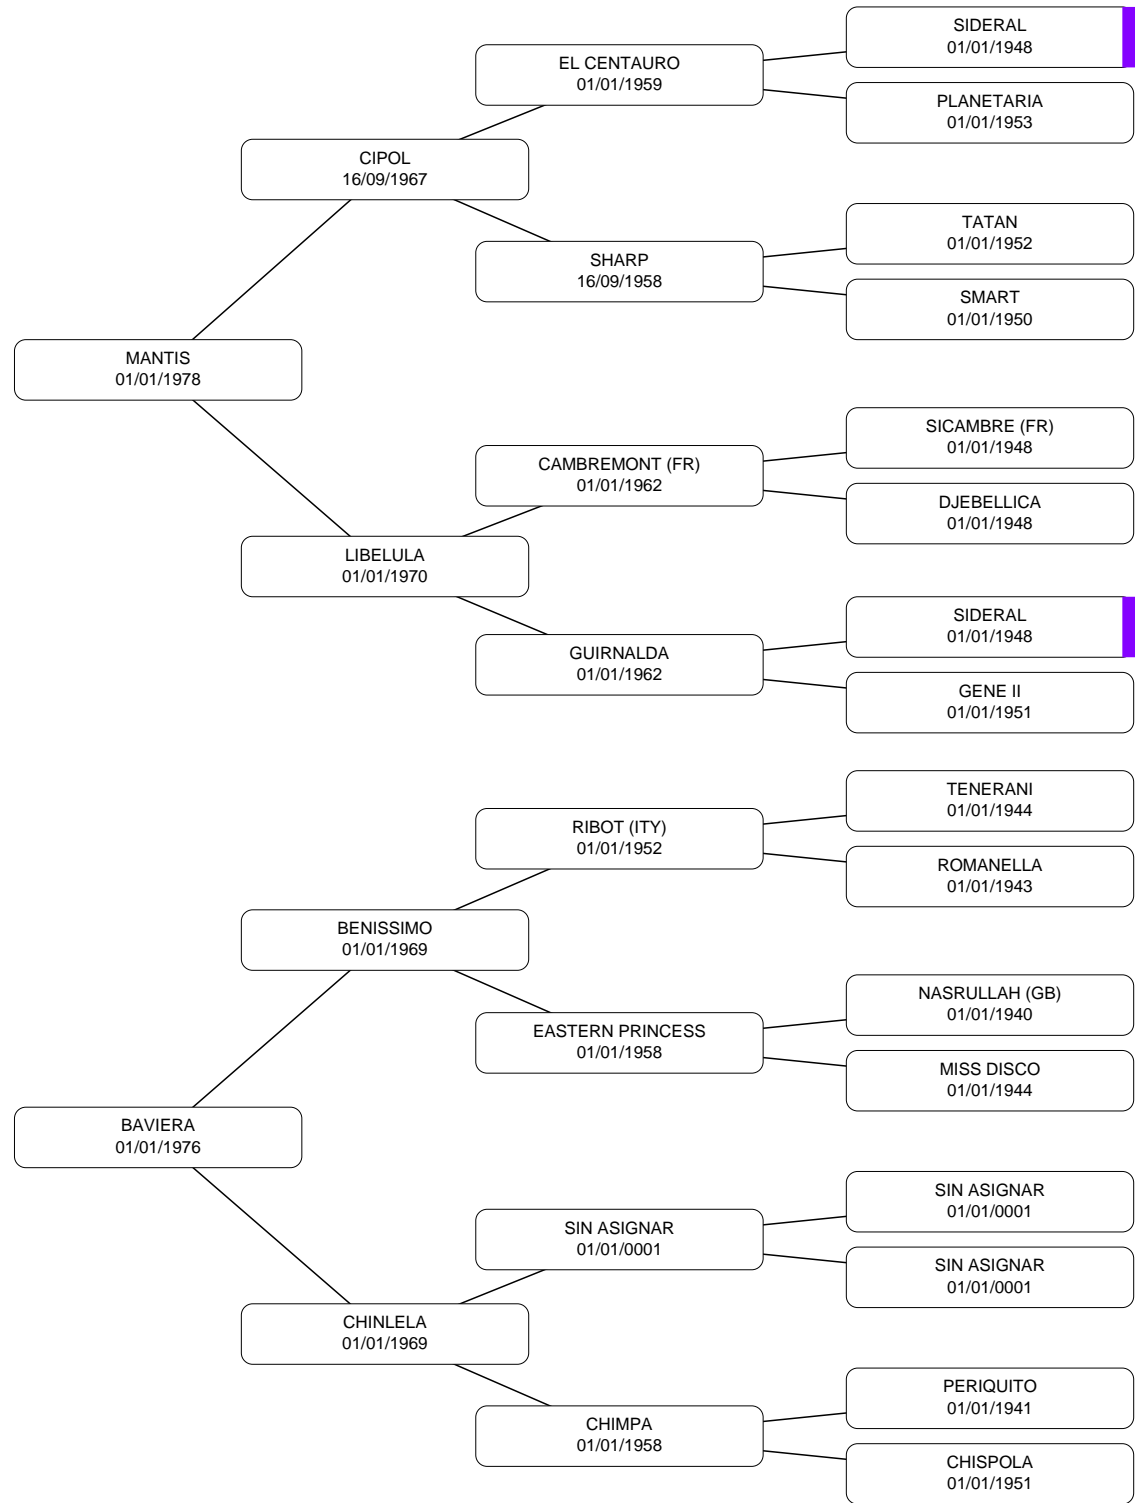 SIDERAL
01/01/1948
EL CENTAURO
01/01/1959
PLANETARIA
01/01/1953
CIPOL
16/09/1967
TATAN
01/01/1952
SHARP
16/09/1958
SMART
01/01/1950
MANTIS
01/01/1978
SICAMBRE (FR)
01/01/1948
CAMBREMONT (FR)
01/01/1962
DJEBELLICA
01/01/1948
LIBELULA
01/01/1970
SIDERAL
01/01/1948
GUIRNALDA
01/01/1962
GENE II
01/01/1951
TENERANI
01/01/1944
RIBOT (ITY)
01/01/1952
ROMANELLA
01/01/1943
BENISSIMO
01/01/1969
NASRULLAH (GB)
01/01/1940
EASTERN PRINCESS
01/01/1958
MISS DISCO
01/01/1944
BAVIERA
01/01/1976
SIN ASIGNAR
01/01/0001
SIN ASIGNAR
01/01/0001
SIN ASIGNAR
01/01/0001
CHINLELA
01/01/1969
PERIQUITO
01/01/1941
CHIMPA
01/01/1958
CHISPOLA
01/01/1951